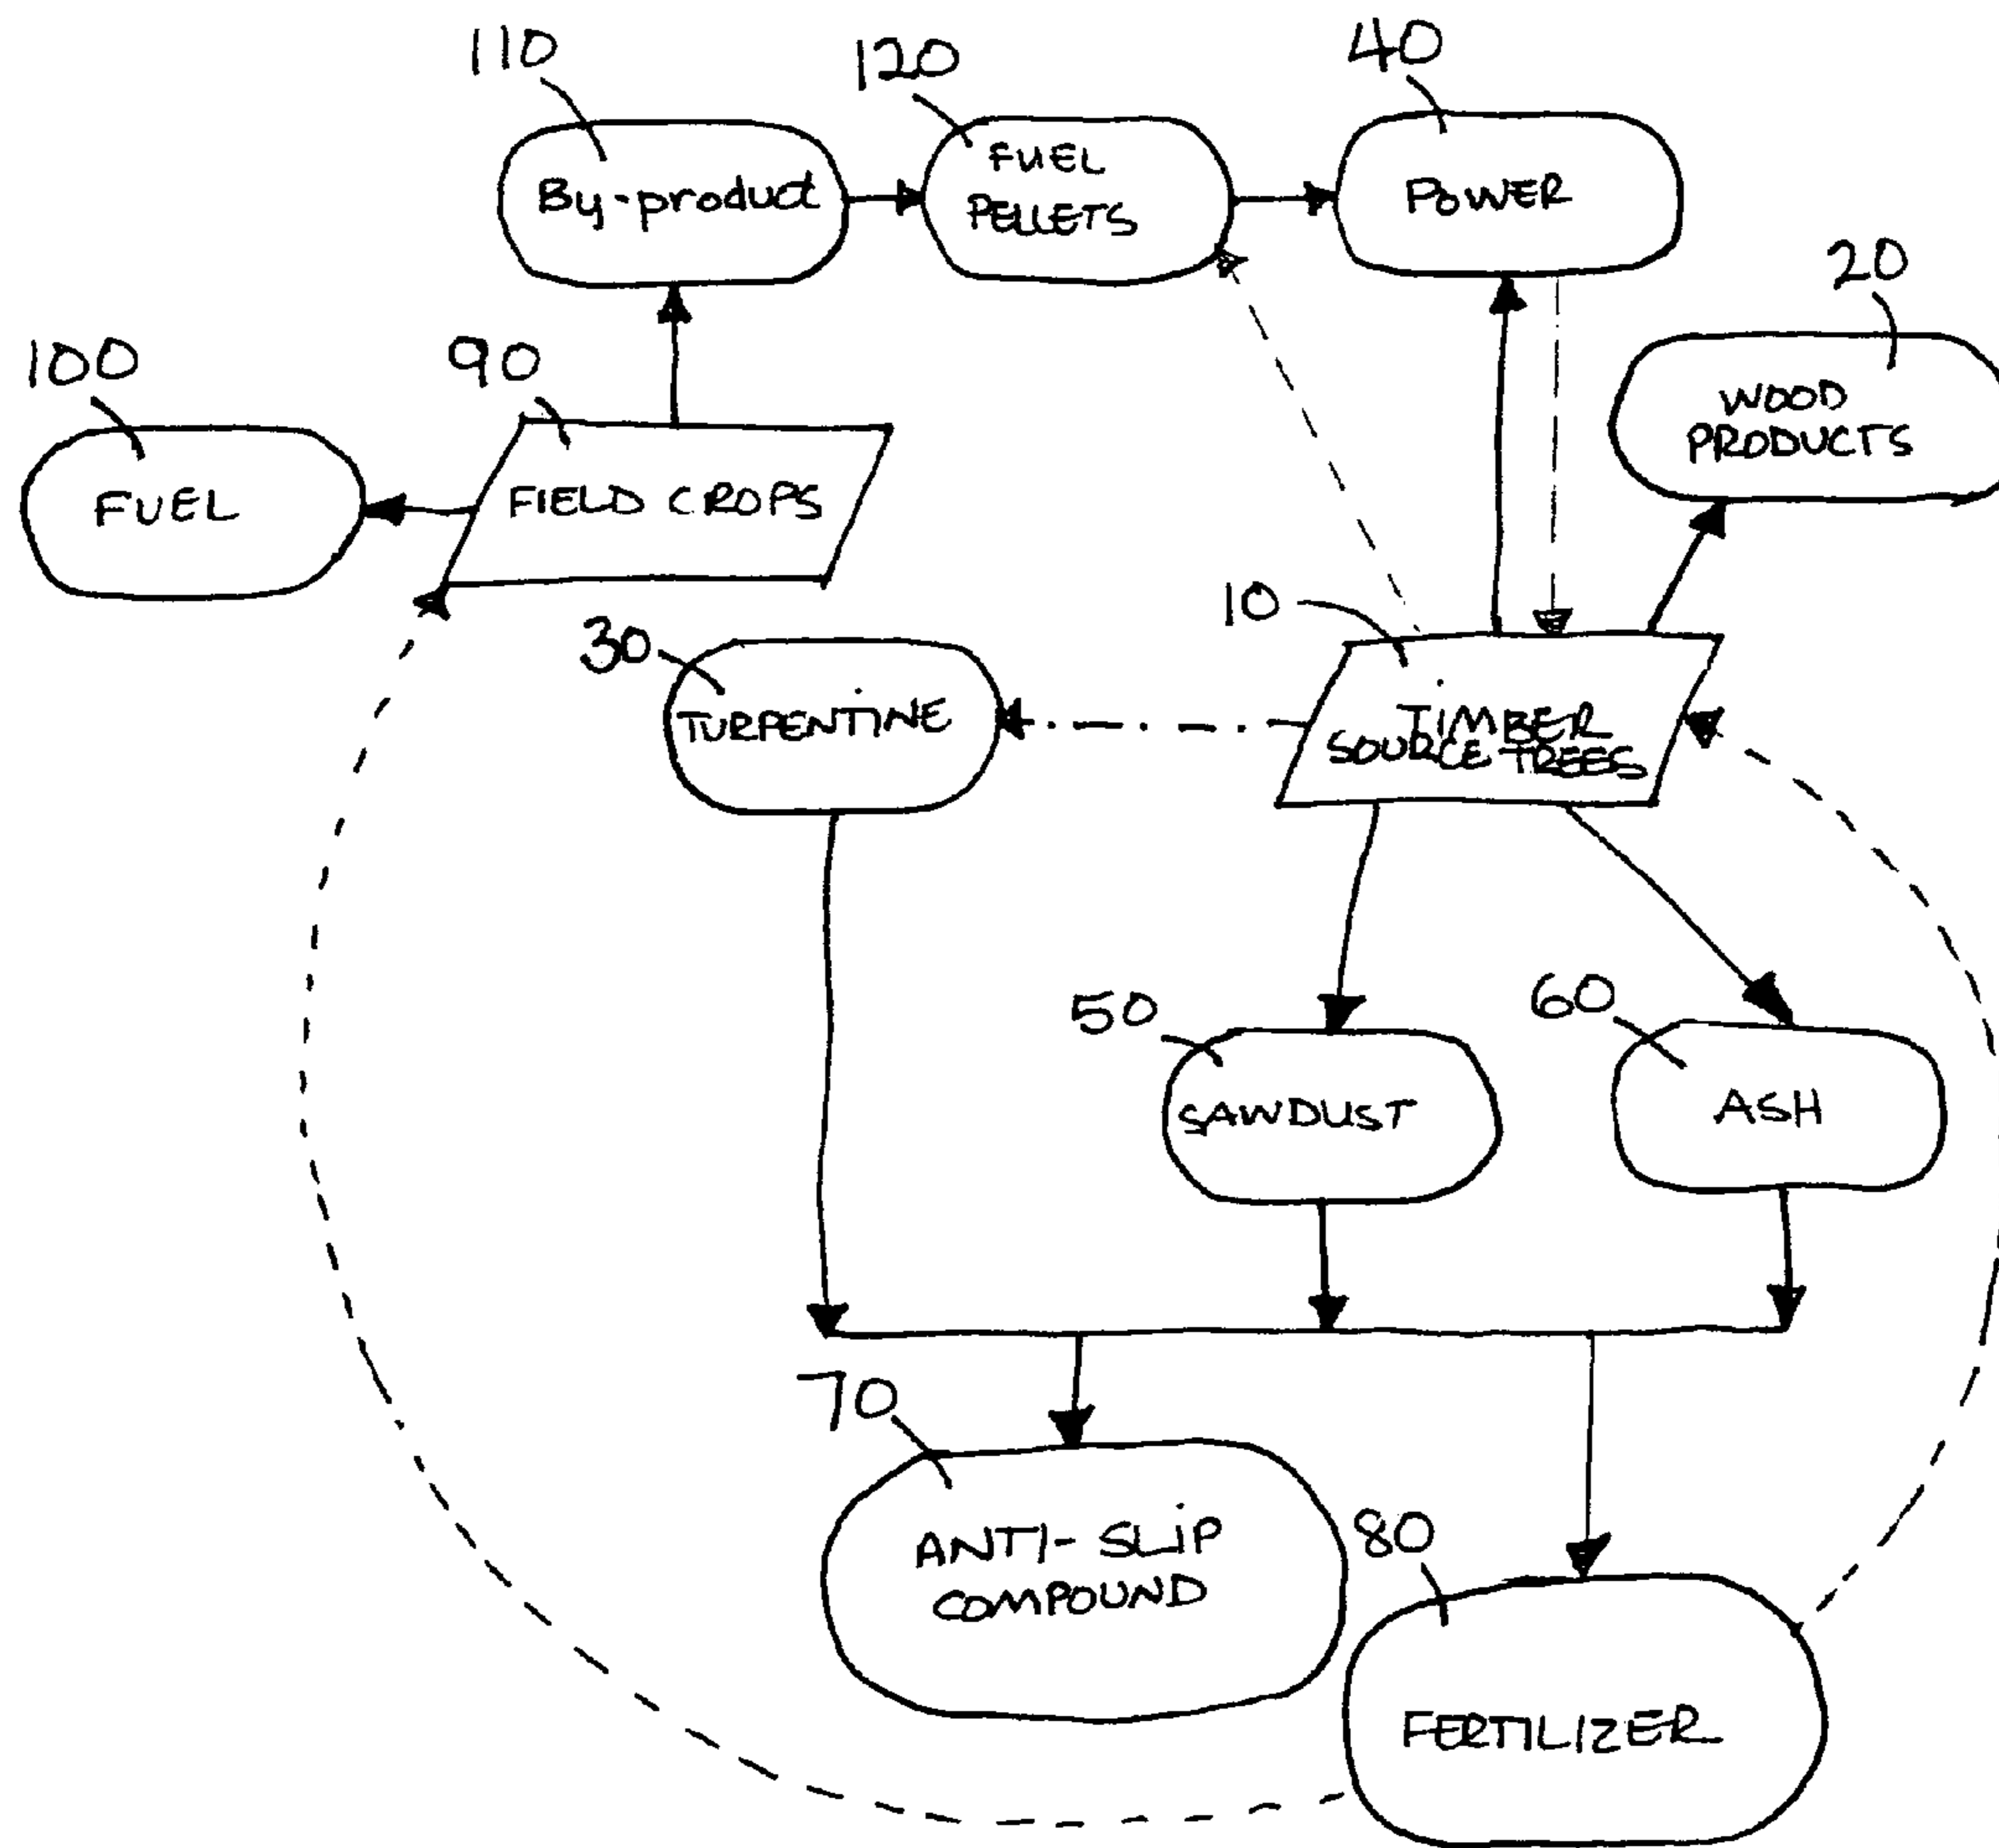 110
120
40
By-product
FUEL
PELLETS
POWER
20
100
90
WOOD
PRODUCTS
FUEL
FIELD CROPS
10
30
TURPENTINE
TIMBER
SOURCE TREES
50
60
SAWDUST
ASH
70
ANTI-SLIP
COMPOUND
80
FERTILIZER